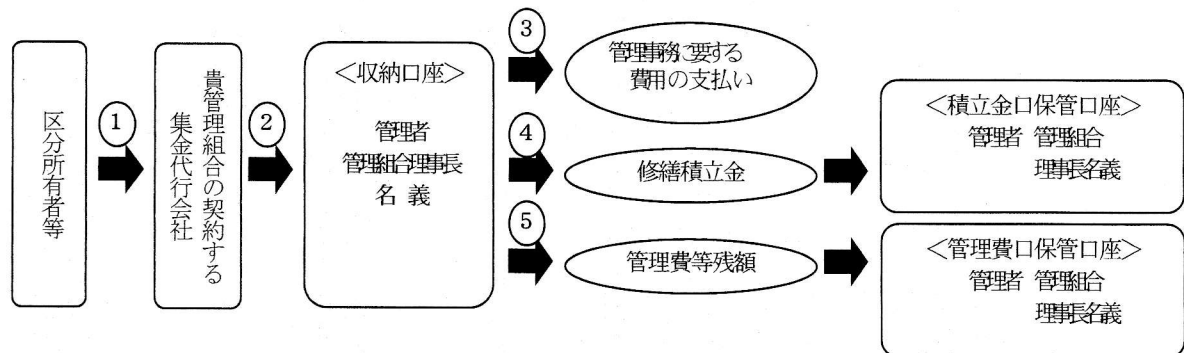 区分所有者等
①
貴管理組合の契約する
集金代行会社
②
＜収納口座＞
管理者
管理組合理事長
名 義
③
管理事務に要する
費用の支払い
④
修繕積立金
＜積立金口保管口座＞
管理者 管理組合
理事長名義
⑤
管理費等残額
＜管理費口保管口座＞
管理者 管理組合
理事長名義